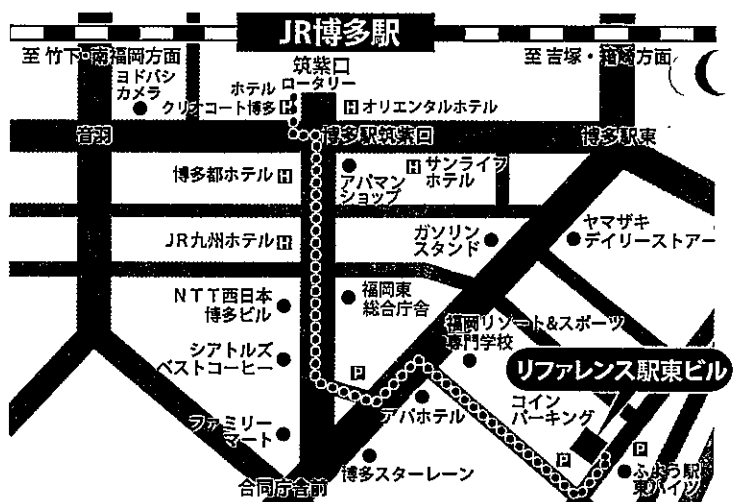 JR博多駅
至 竹下・南福岡方面
筑紫口
至 吉塚・箱崎方面
ヨドバシ
カメラ
ホテル
クリオコート博多 H
ロータリー
H オリエンタルホテル
音羽
博多駅筑紫口
博多駅東
博多都ホテル H
アパマン
ショップ
H サンライフ
ホテル
JR九州ホテル H
ガソリン
スタンド
ヤマザキ
デイリーストアー
NTT西日本
博多ビル
福岡東
総合庁舎
福岡リゾート&スポーツ
専門学校
シアトルズ
ベストコーヒー
P
リファレンス駅東ビル
アパホテル
コイン
パーキング
ファミリー
マート
博多スターレーン
P
P
ふよう駅
東ハイツ
合同庁舎前